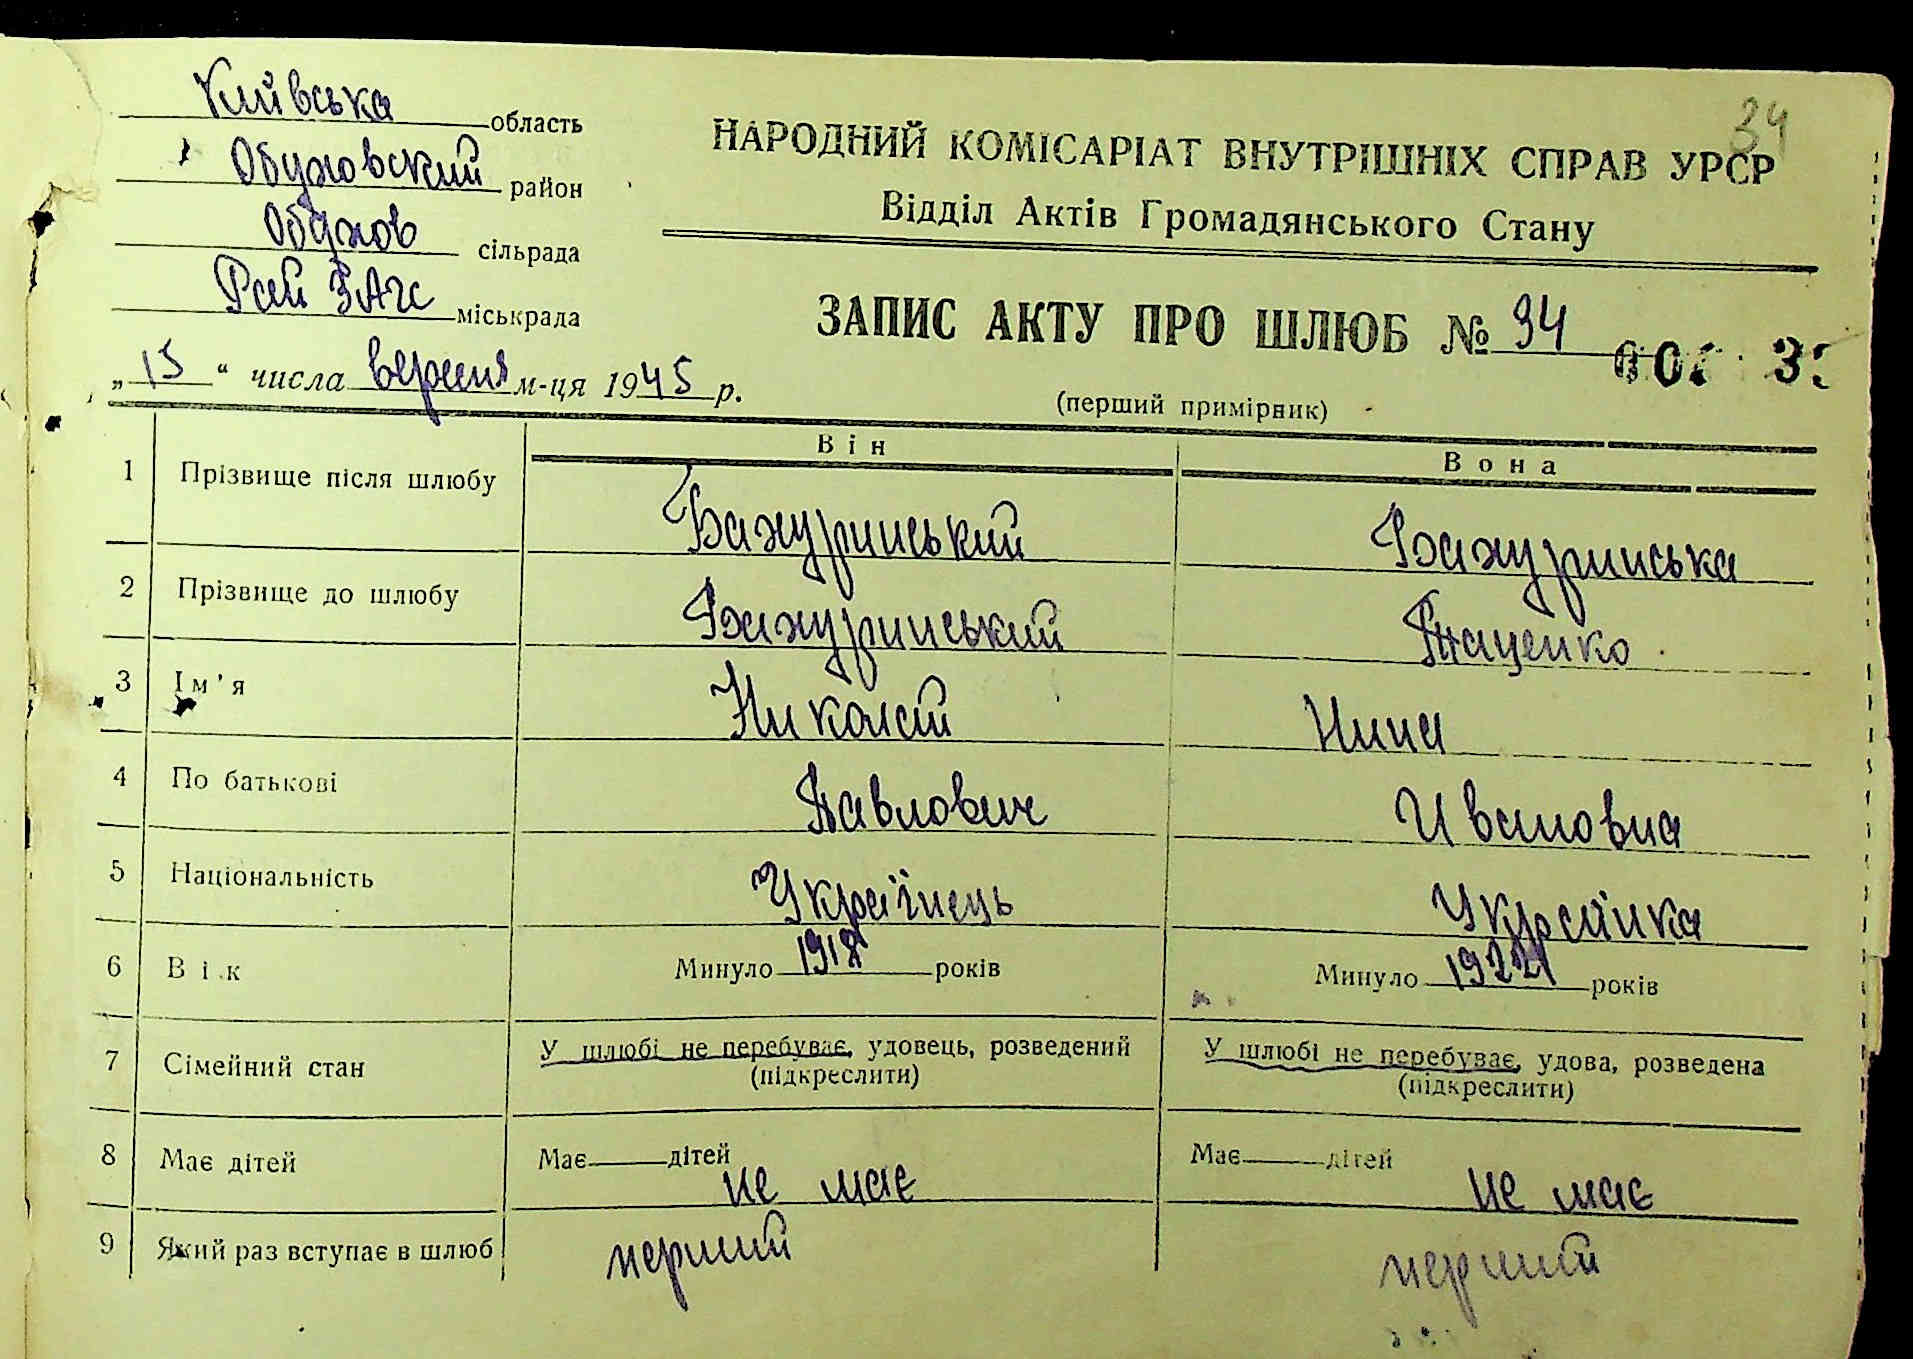 34
Київська область
Обуховский район
Обухов сільрада
Рай ЗАГС міськрада
„15“ числа вересня м-ця 1945 р.
НАРОДНИЙ КОМІСАРІАТ ВНУТРІШНІХ СПРАВ УРСР
Відділ Актів Громадянського Стану
ЗАПИС АКТУ ПРО ШЛЮБ № 34
(перший примірник)
Він Вона
1 Прізвище після шлюбу Бажуринський Бажуринська
2 Прізвище до шлюбу Бажуринський
3 Ім'я Николай Нина
4 По батькові Павлович Ивановна
5 Національність Українець Українка
6 Вік Минуло 1918 років Минуло років
7 Сімейний стан У шлюбі не перебуває, удовець, розведений У шлюбі не перебуває, удова, розведена
(підкреслити) (підкреслити)
8 Має дітей Має дітей Має дітей
не має не має
9 Який раз вступає в шлюб перший перший